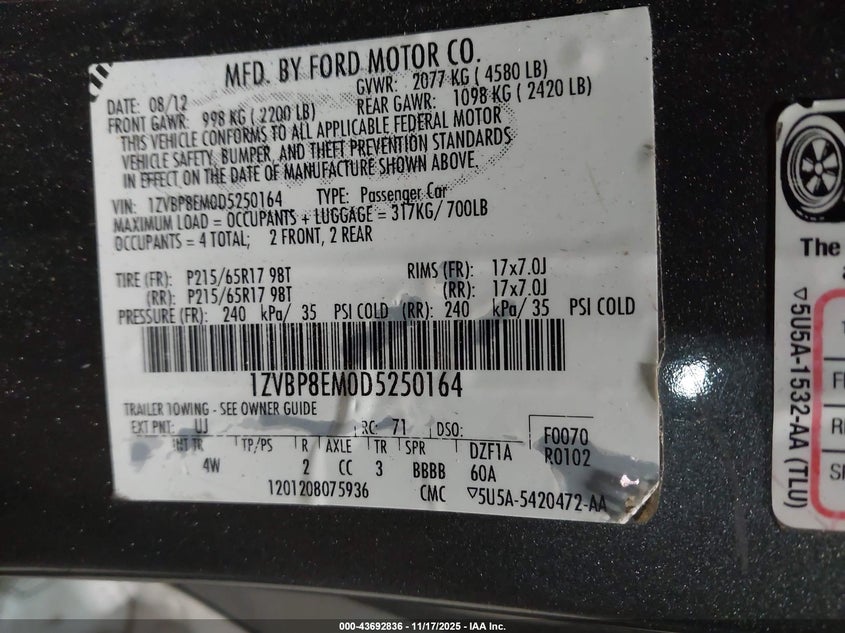 MFD. BY FORD MOTOR CO.
DATE: 08/12 GVWR: 2077 KG ( 4580 LB)
FRONT GAWR: 998 KG ( 2200 LB) REAR GAWR: 1098 KG ( 2420 LB)
THIS VEHICLE CONFORMS TO ALL APPLICABLE FEDERAL MOTOR
VEHICLE SAFETY, BUMPER, AND THEFT PREVENTION STANDARDS
IN EFFECT ON THE DATE OF MANUFACTURE SHOWN ABOVE.
VIN: 1ZVBP8EM0D5250164 TYPE: Passenger Car
MAXIMUM LOAD = OCCUPANTS + LUGGAGE = 317KG/ 700LB
OCCUPANTS = 4 TOTAL; 2 FRONT, 2 REAR
TIRE (FR): P215/65R17 98T RIMS (FR): 17x7.0J
(RR): P215/65R17 98T (RR): 17x7.0J
PRESSURE (FR): 240 kPa/ 35 PSI COLD (RR): 240 kPa/ 35 PSI COLD
1ZVBP8EM0D5250164
TRAILER TOWING - SEE OWNER GUIDE
EXT PNT: UJ RC: 71 DSO: F0070
R0102
INT TR TP/PS R AXLE TR SPR DZF1A
4W 2 CC 3 BBBB 60A
1201208075936 CMC ▽5U5A-5420472-AA
The
▽5U5A-1532-AA (TLU)
000-43692836 - 11/17/2025 - IAA Inc.